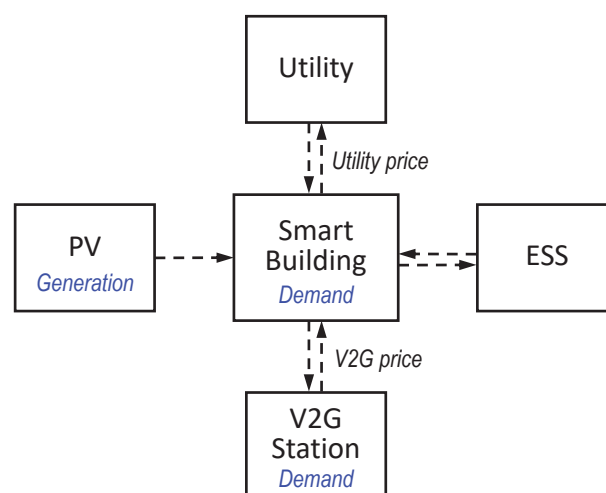 Utility
Utility price
PV
Generation
Smart
Building
Demand
ESS
V2G price
V2G
Station
Demand